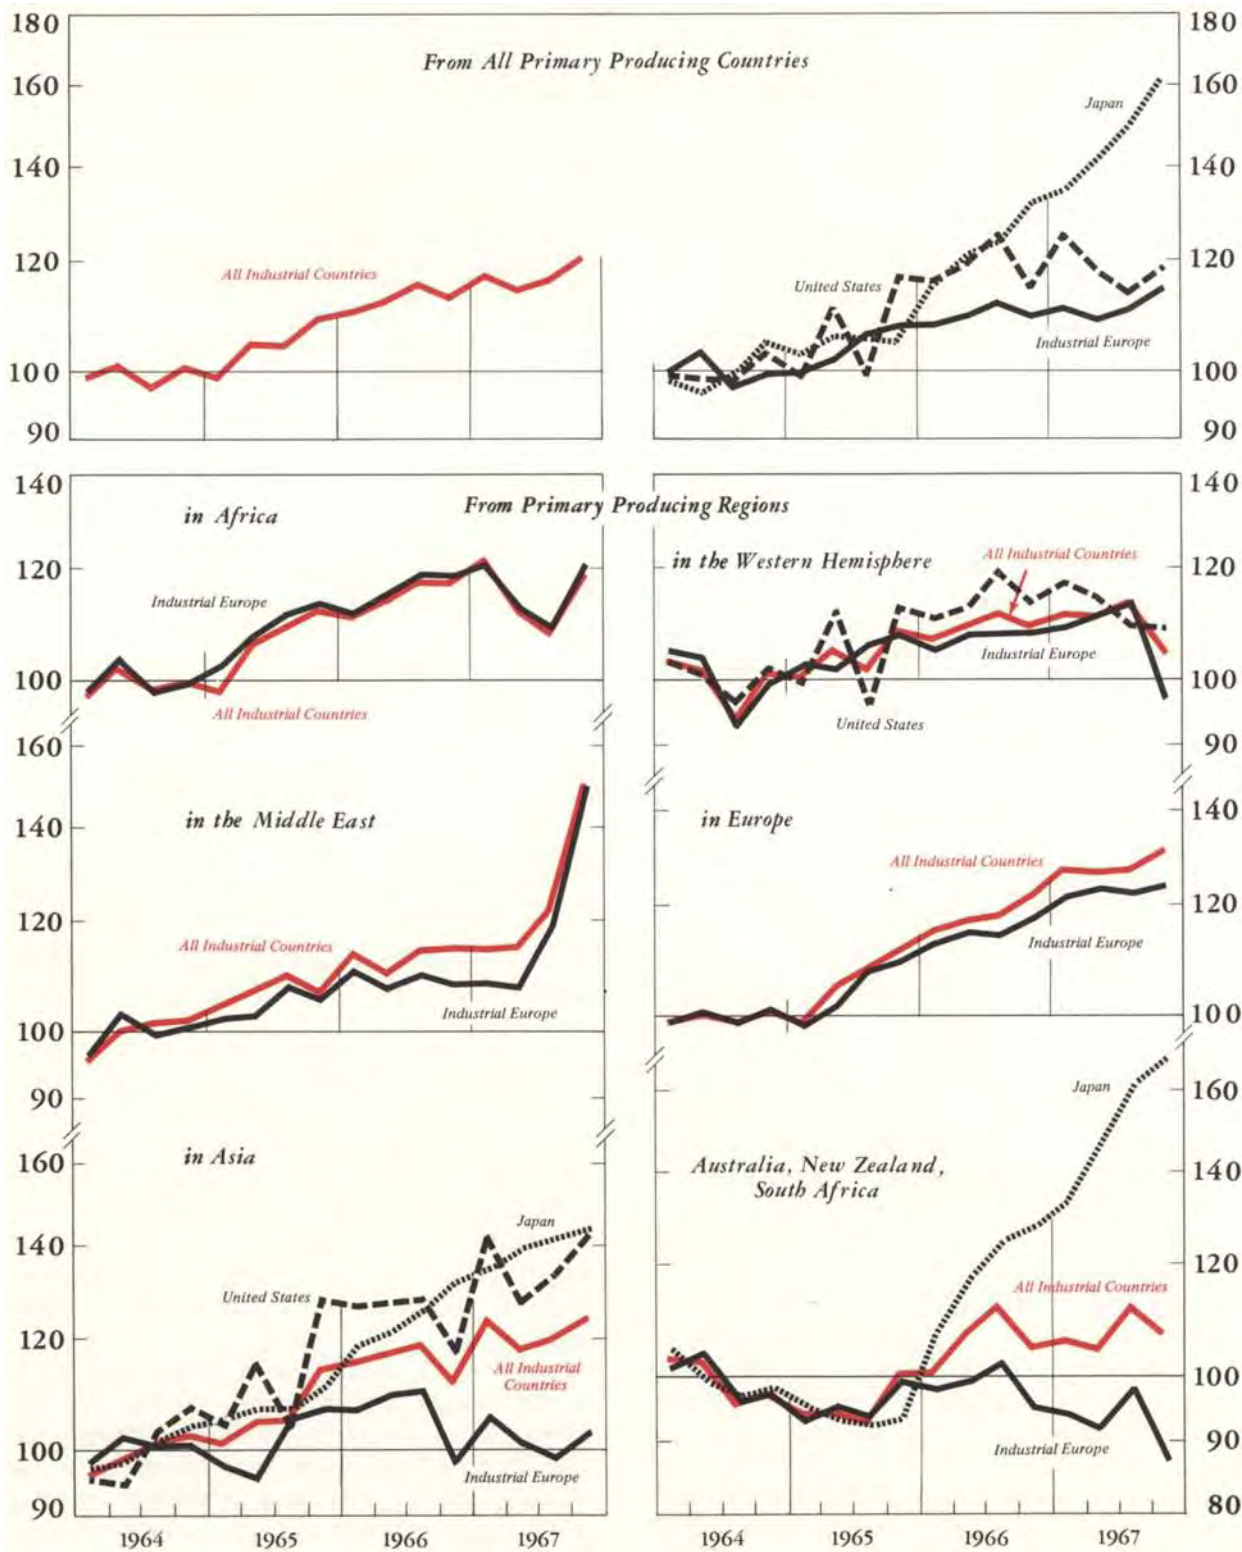 From All Primary Producing Countries
180
160
140
120
100
90
All Industrial Countries
180
160
140
120
100
90
Japan
United States
Industrial Europe
From Primary Producing Regions
140
120
100
in Africa
Industrial Europe
All Industrial Countries
140
120
100
90
in the Western Hemisphere
All Industrial Countries
Industrial Europe
United States
160
140
120
100
90
in the Middle East
All Industrial Countries
Industrial Europe
140
120
100
in Europe
All Industrial Countries
Industrial Europe
160
140
120
100
90
in Asia
Japan
United States
All Industrial
Countries
Industrial Europe
1964
1965
1966
1967
160
140
120
100
90
80
Japan
Australia, New Zealand,
South Africa
All Industrial Countries
Industrial Europe
1964
1965
1966
1967